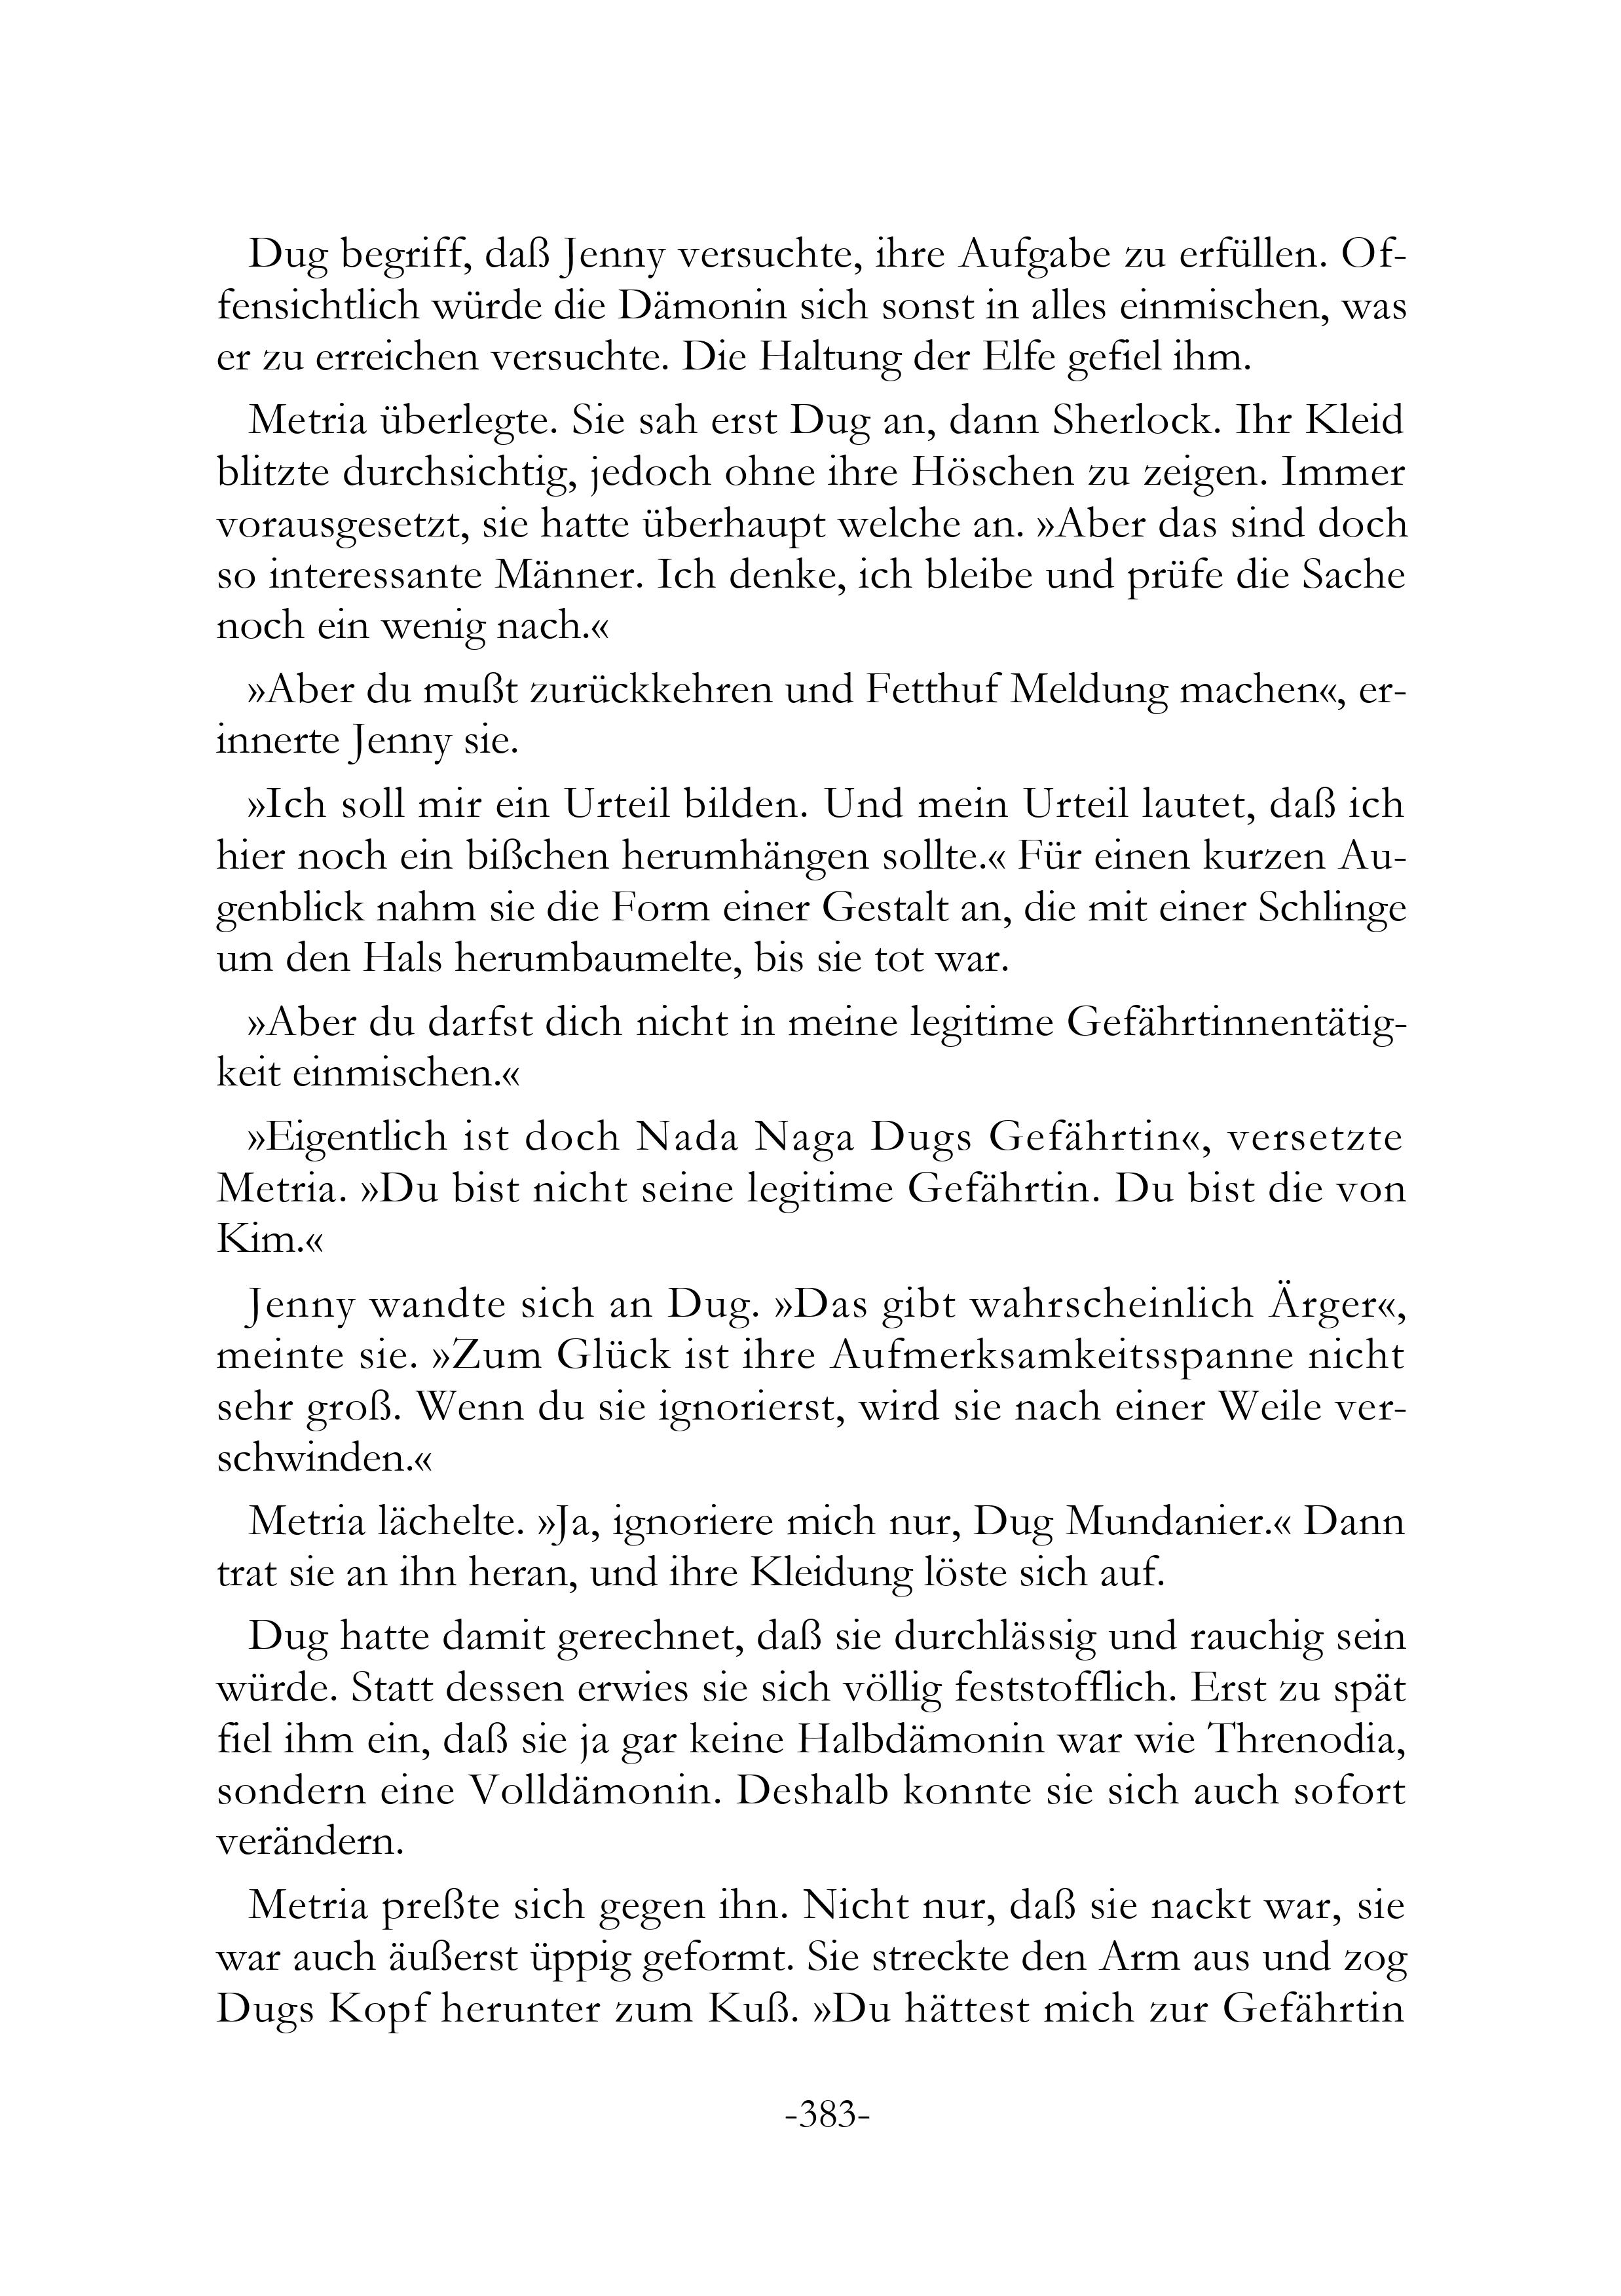 Dug begriff, daß Jenny versuchte, ihre Aufgabe zu erfüllen. Of-
fensichtlich würde die Dämonin sich sonst in alles einmischen, was
er zu erreichen versuchte. Die Haltung der Elfe gefiel ihm.
Metria überlegte. Sie sah erst Dug an, dann Sherlock. Ihr Kleid
blitzte durchsichtig, jedoch ohne ihre Höschen zu zeigen. Immer
vorausgesetzt, sie hatte überhaupt welche an. »Aber das sind doch
so interessante Männer. Ich denke, ich bleibe und prüfe die Sache
noch ein wenig nach.«
»Aber du mußt zurückkehren und Fetthuf Meldung machen«, er-
innerte Jenny sie.
»Ich soll mir ein Urteil bilden. Und mein Urteil lautet, daß ich
hier noch ein bißchen herumhängen sollte.« Für einen kurzen Au-
genblick nahm sie die Form einer Gestalt an, die mit einer Schlinge
um den Hals herumbaumelte, bis sie tot war.
»Aber du darfst dich nicht in meine legitime Gefährtinnentätig-
keit einmischen.«
»Eigentlich ist doch Nada Naga Dugs Gefährtin«, versetzte
Metria. »Du bist nicht seine legitime Gefährtin. Du bist die von
Kim.«
Jenny wandte sich an Dug. »Das gibt wahrscheinlich Ärger«,
meinte sie. »Zum Glück ist ihre Aufmerksamkeitsspanne nicht
sehr groß. Wenn du sie ignorierst, wird sie nach einer Weile ver-
schwinden.«
Metria lächelte. »Ja, ignoriere mich nur, Dug Mundanier.« Dann
trat sie an ihn heran, und ihre Kleidung löste sich auf.
Dug hatte damit gerechnet, daß sie durchlässig und rauchig sein
würde. Statt dessen erwies sie sich völlig feststofflich. Erst zu spät
fiel ihm ein, daß sie ja gar keine Halbdämonin war wie Threnodia,
sondern eine Volldämonin. Deshalb konnte sie sich auch sofort
verändern.
Metria preßte sich gegen ihn. Nicht nur, daß sie nackt war, sie
war auch äußerst üppig geformt. Sie streckte den Arm aus und zog
Dugs Kopf herunter zum Kuß. »Du hättest mich zur Gefährtin
-383-